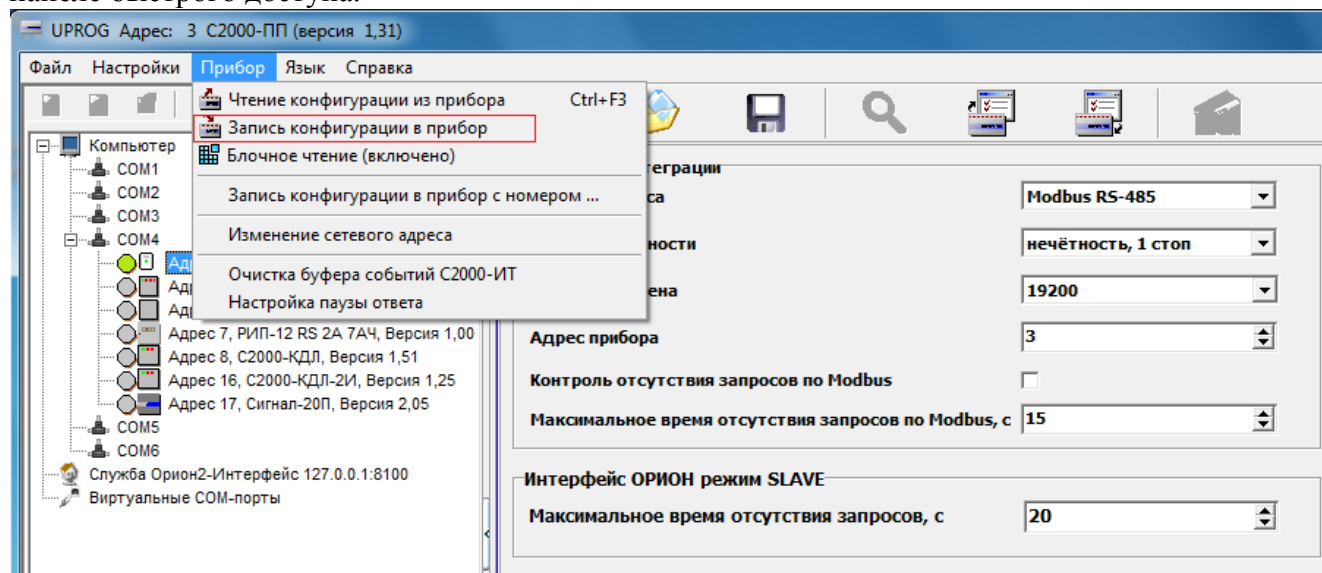 UPROG Адрес: 3 С2000-ПП (версия 1,31)
Файл Настройки Прибор Язык Справка
Чтение конфигурации из прибора Ctrl+F3
Запись конфигурации в прибор
Блочное чтение (включено)
Запись конфигурации в прибор с номером ...
Изменение сетевого адреса
Очистка буфера событий С2000-ИТ
Настройка паузы ответа
Компьютер
COM1
COM2
COM3
COM4
Адрес 7, РИП-12 RS 2А 7АЧ, Версия 1,00
Адрес 8, С2000-КДЛ, Версия 1,51
Адрес 16, С2000-КДЛ-2И, Версия 1,25
Адрес 17, Сигнал-20П, Версия 2,05
COM5
COM6
Служба Орион2-Интерфейс 127.0.0.1:8100
Виртуальные COM-порты
Modbus RS-485
нечётность, 1 стоп
19200
Адрес прибора 3
Контроль отсутствия запросов по Modbus
Максимальное время отсутствия запросов по Modbus, с 15
Интерфейс ОРИОН режим SLAVE
Максимальное время отсутствия запросов, с 20